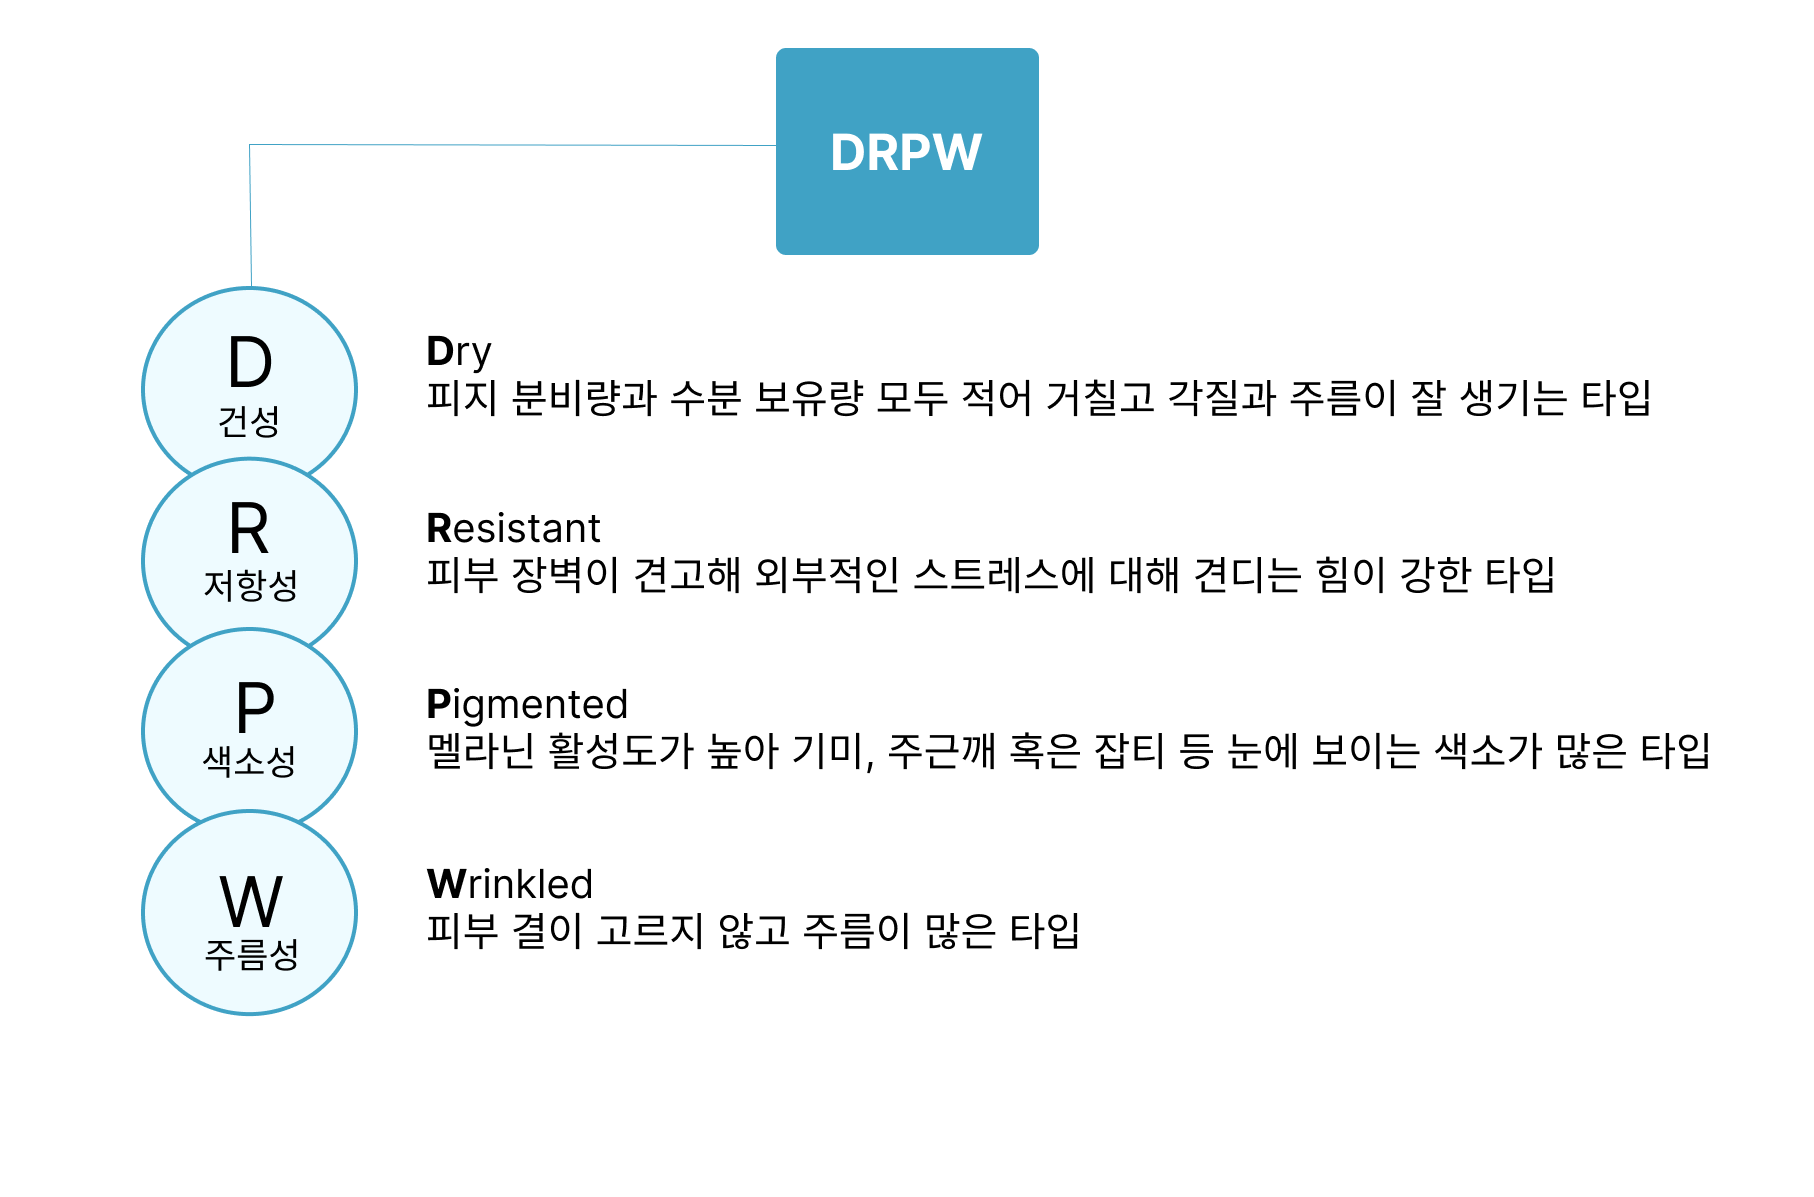 DRPW
D
건성
Dry
피지 분비량과 수분 보유량 모두 적어 거칠고 각질과 주름이 잘 생기는 타입
R
저항성
Resistant
피부 장벽이 견고해 외부적인 스트레스에 대해 견디는 힘이 강한 타입
P
색소성
Pigmented
멜라닌 활성도가 높아 기미, 주근깨 혹은 잡티 등 눈에 보이는 색소가 많은 타입
W
주름성
Wrinkled
피부 결이 고르지 않고 주름이 많은 타입